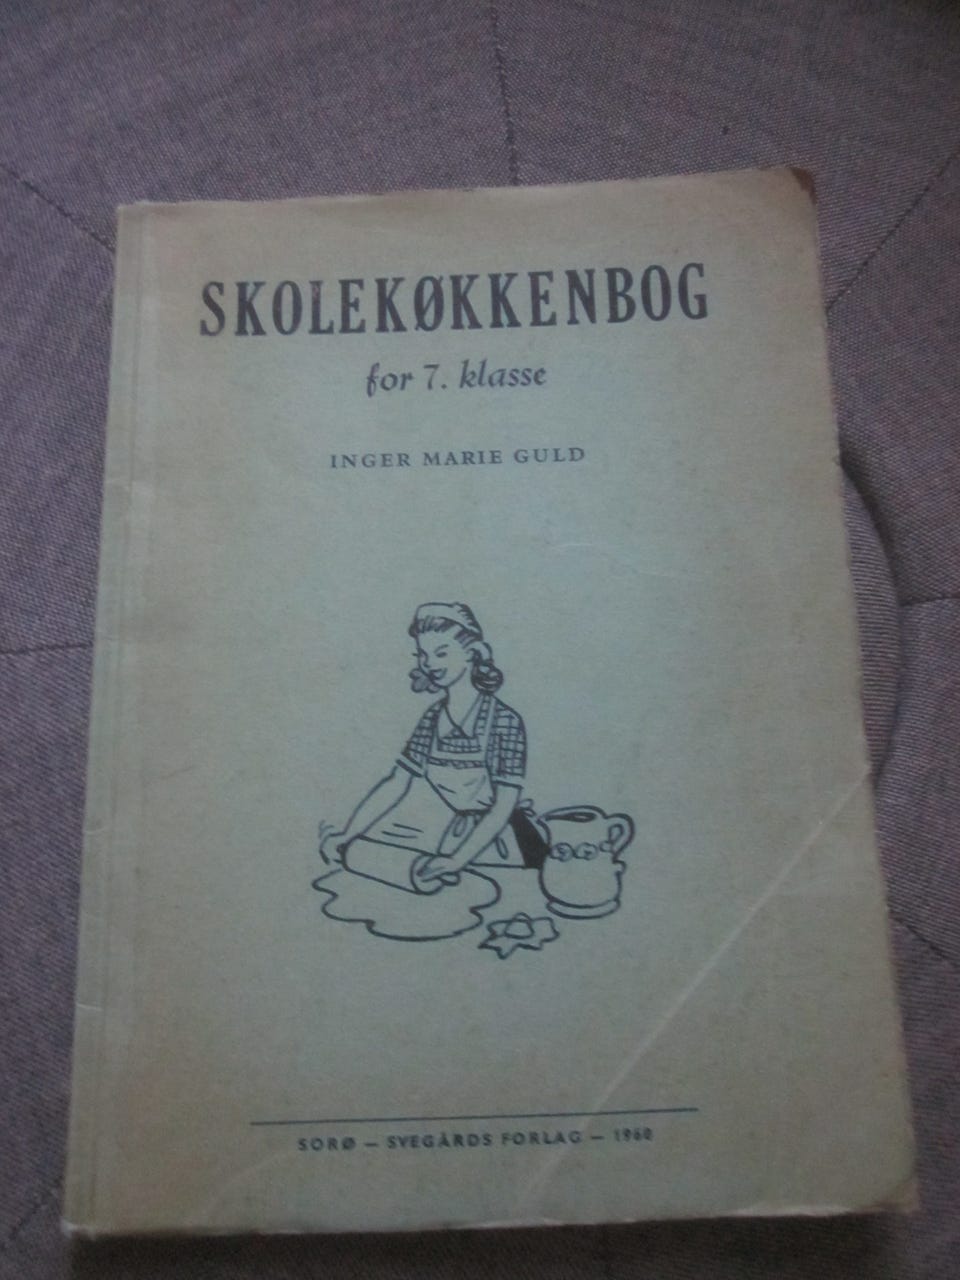 SKOLEKØKKENBOG
for 7. klasse
INGER MARIE GULD
SORØ — SVEGÅRDS FORLAG — 1960